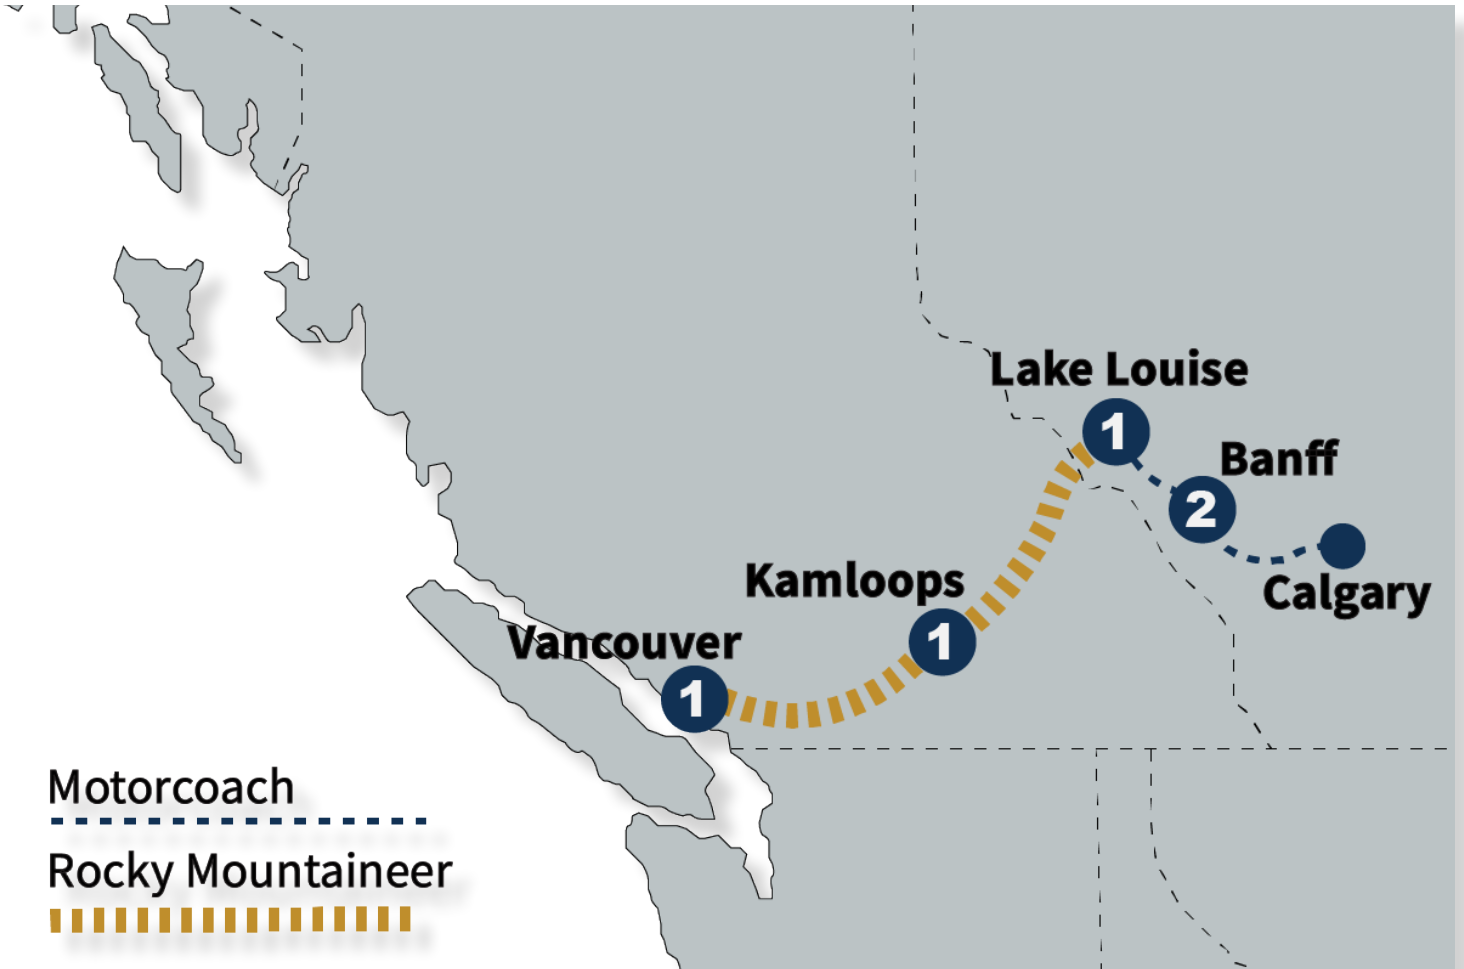 Lake Louise
1
Banff
2
Calgary
Kamloops
1
Vancouver
1
Motorcoach
Rocky Mountaineer